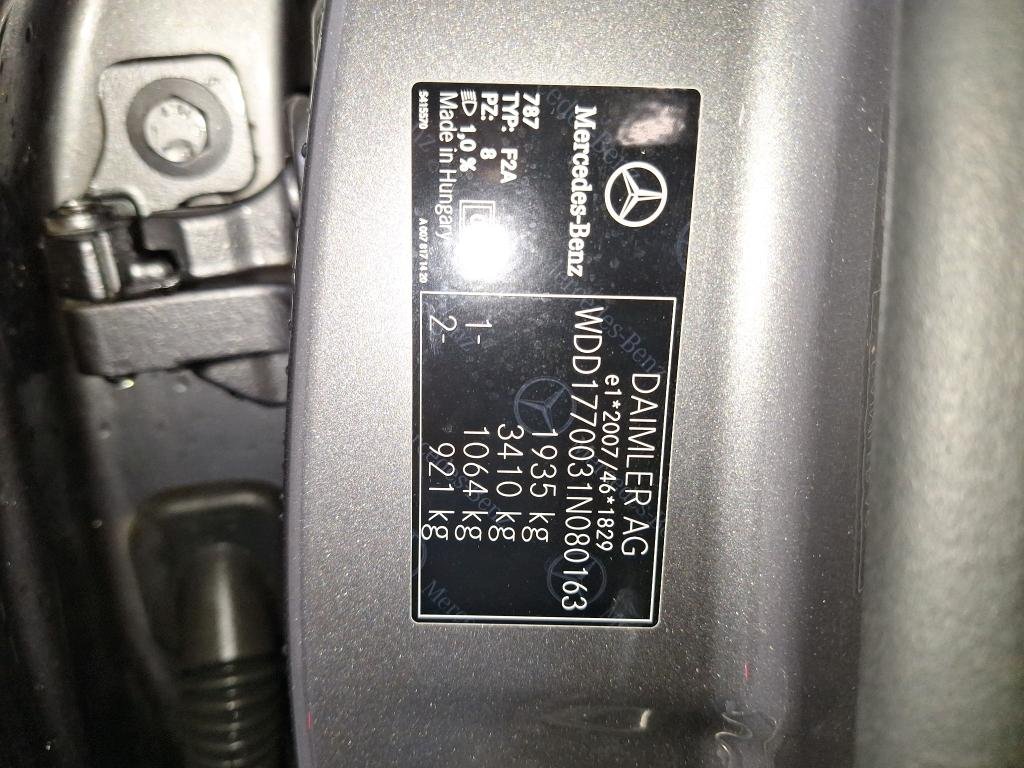 Mercedes-Benz
787
TYP: F2A
PZ: 8
1,0 %
Made in Hungary
5415570
DAIMLER AG
e1*2007/46*1829
WDD1770031N080163
1935 kg
3410 kg
1- 1064 kg
2- 921 kg